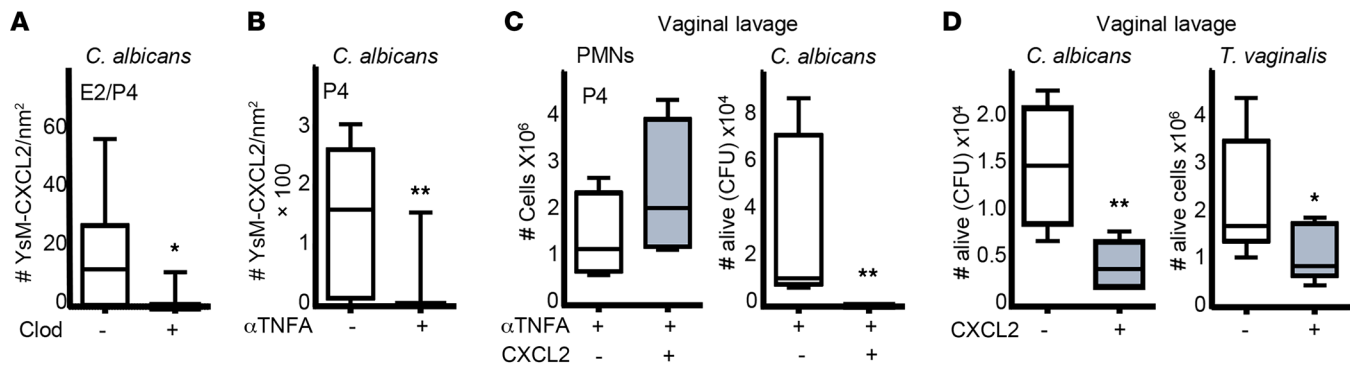 A
C. albicans
E2/P4
# YsM-CXCL2/nm²
60
40
20
0
*
Clod - +
B
C. albicans
P4
# YsM-CXCL2/nm²
× 100
3
2
1
0
**
αTNFA - +
C
Vaginal lavage
PMNs
P4
# Cells X10⁶
4
3
2
1
0
C. albicans
# alive (CFU) x10⁴
8
6
4
2
0
**
αTNFA + + + +
CXCL2 - + - +
D
Vaginal lavage
C. albicans
# alive (CFU) x10⁴
2.0
1.5
1.0
0.5
0
**
T. vaginalis
# alive cells x10⁶
4
3
2
1
0
*
CXCL2 - + - +